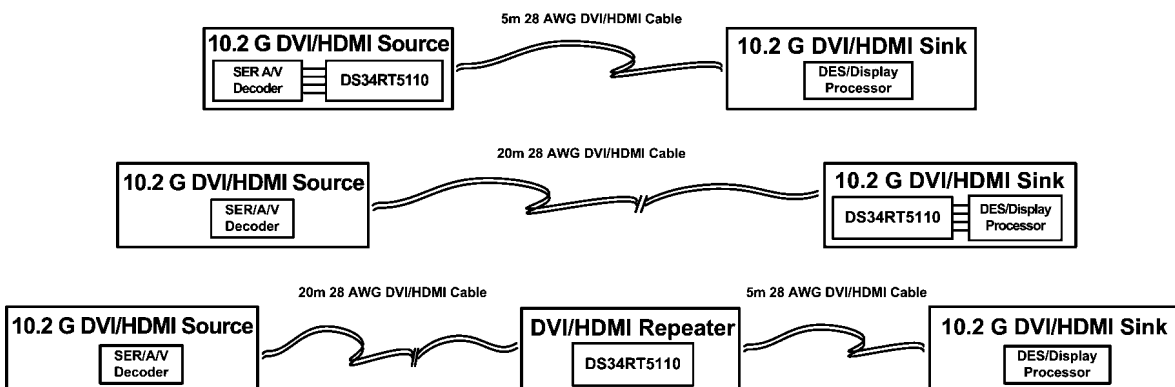 5m 28 AWG DVI/HDMI Cable
10.2 G DVI/HDMI Source
SER A/V
Decoder
DS34RT5110
10.2 G DVI/HDMI Sink
DES/Display
Processor
20m 28 AWG DVI/HDMI Cable
10.2 G DVI/HDMI Source
SER/A/V
Decoder
10.2 G DVI/HDMI Sink
DS34RT5110
DES/Display
Processor
20m 28 AWG DVI/HDMI Cable
5m 28 AWG DVI/HDMI Cable
10.2 G DVI/HDMI Source
SER/A/V
Decoder
DVI/HDMI Repeater
DS34RT5110
10.2 G DVI/HDMI Sink
DES/Display
Processor